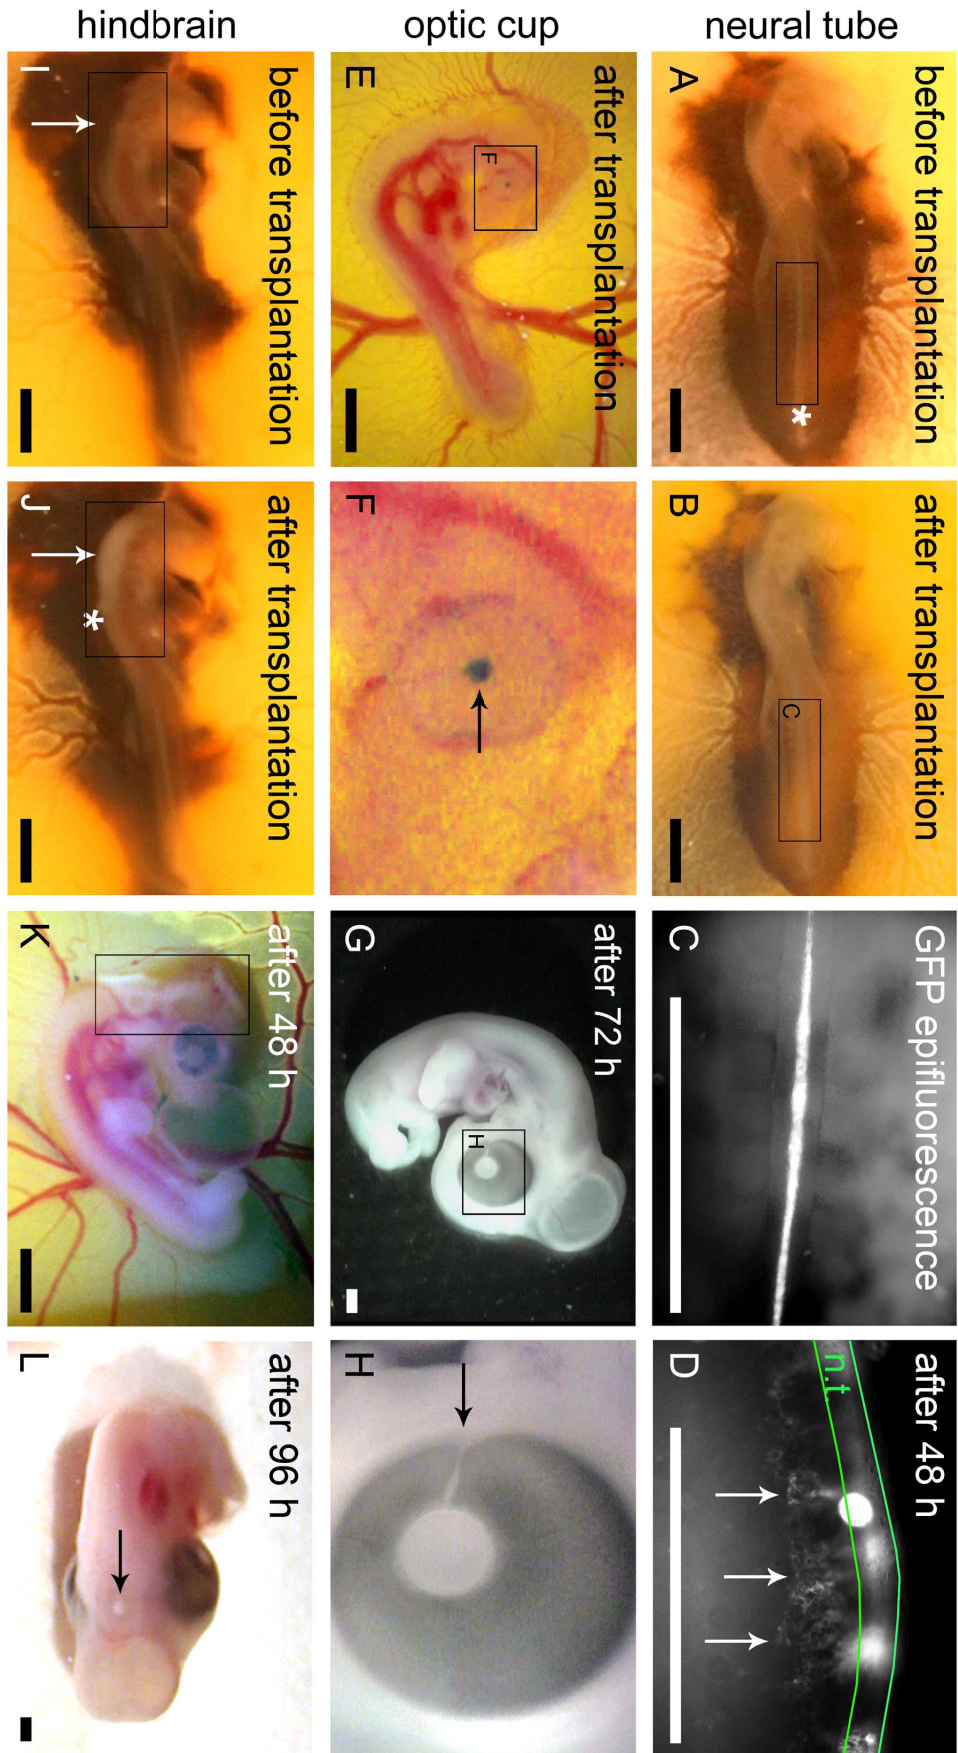 hindbrain
optic cup
neural tube
A
before transplantation
B
after transplantation
C
C
GFP epifluorescence
D
after 48 h
n.t.
E
after transplantation
F
F
G
after 72 h
H
H
I
before transplantation
J
after transplantation
K
after 48 h
L
after 96 h
*
*